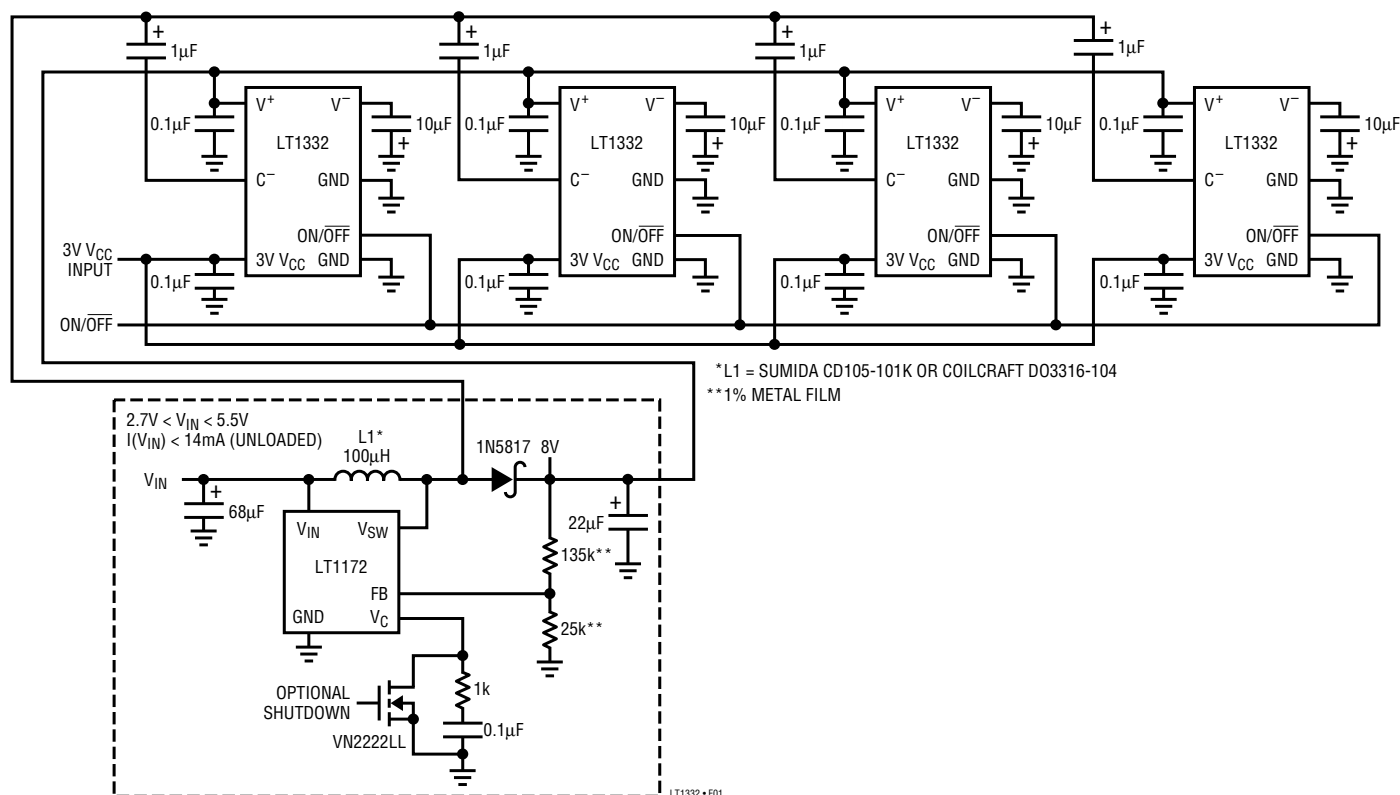 + + + +
1μF 1μF 1μF 1μF
V+ V− V+ V− V+ V− V+ V−
0.1μF 10μF 0.1μF 10μF 0.1μF 10μF 0.1μF 10μF
LT1332 LT1332 LT1332 LT1332
+ + + +
C− GND C− GND C− GND C− GND
ON/OFF ON/OFF ON/OFF ON/OFF
3V VCC
INPUT
3V VCC GND 3V VCC GND 3V VCC GND 3V VCC GND
0.1μF 0.1μF 0.1μF 0.1μF
ON/OFF
*L1 = SUMIDA CD105-101K OR COILCRAFT DO3316-104
**1% METAL FILM
2.7V < VIN < 5.5V
I(VIN) < 14mA (UNLOADED)
L1*
100μH
1N5817 8V
VIN
+
68μF
+
22μF
VIN VSW
LT1172
135k**
FB
GND
VC
25k**
OPTIONAL
SHUTDOWN
1k
0.1μF
VN2222LL
LT1332 • F01